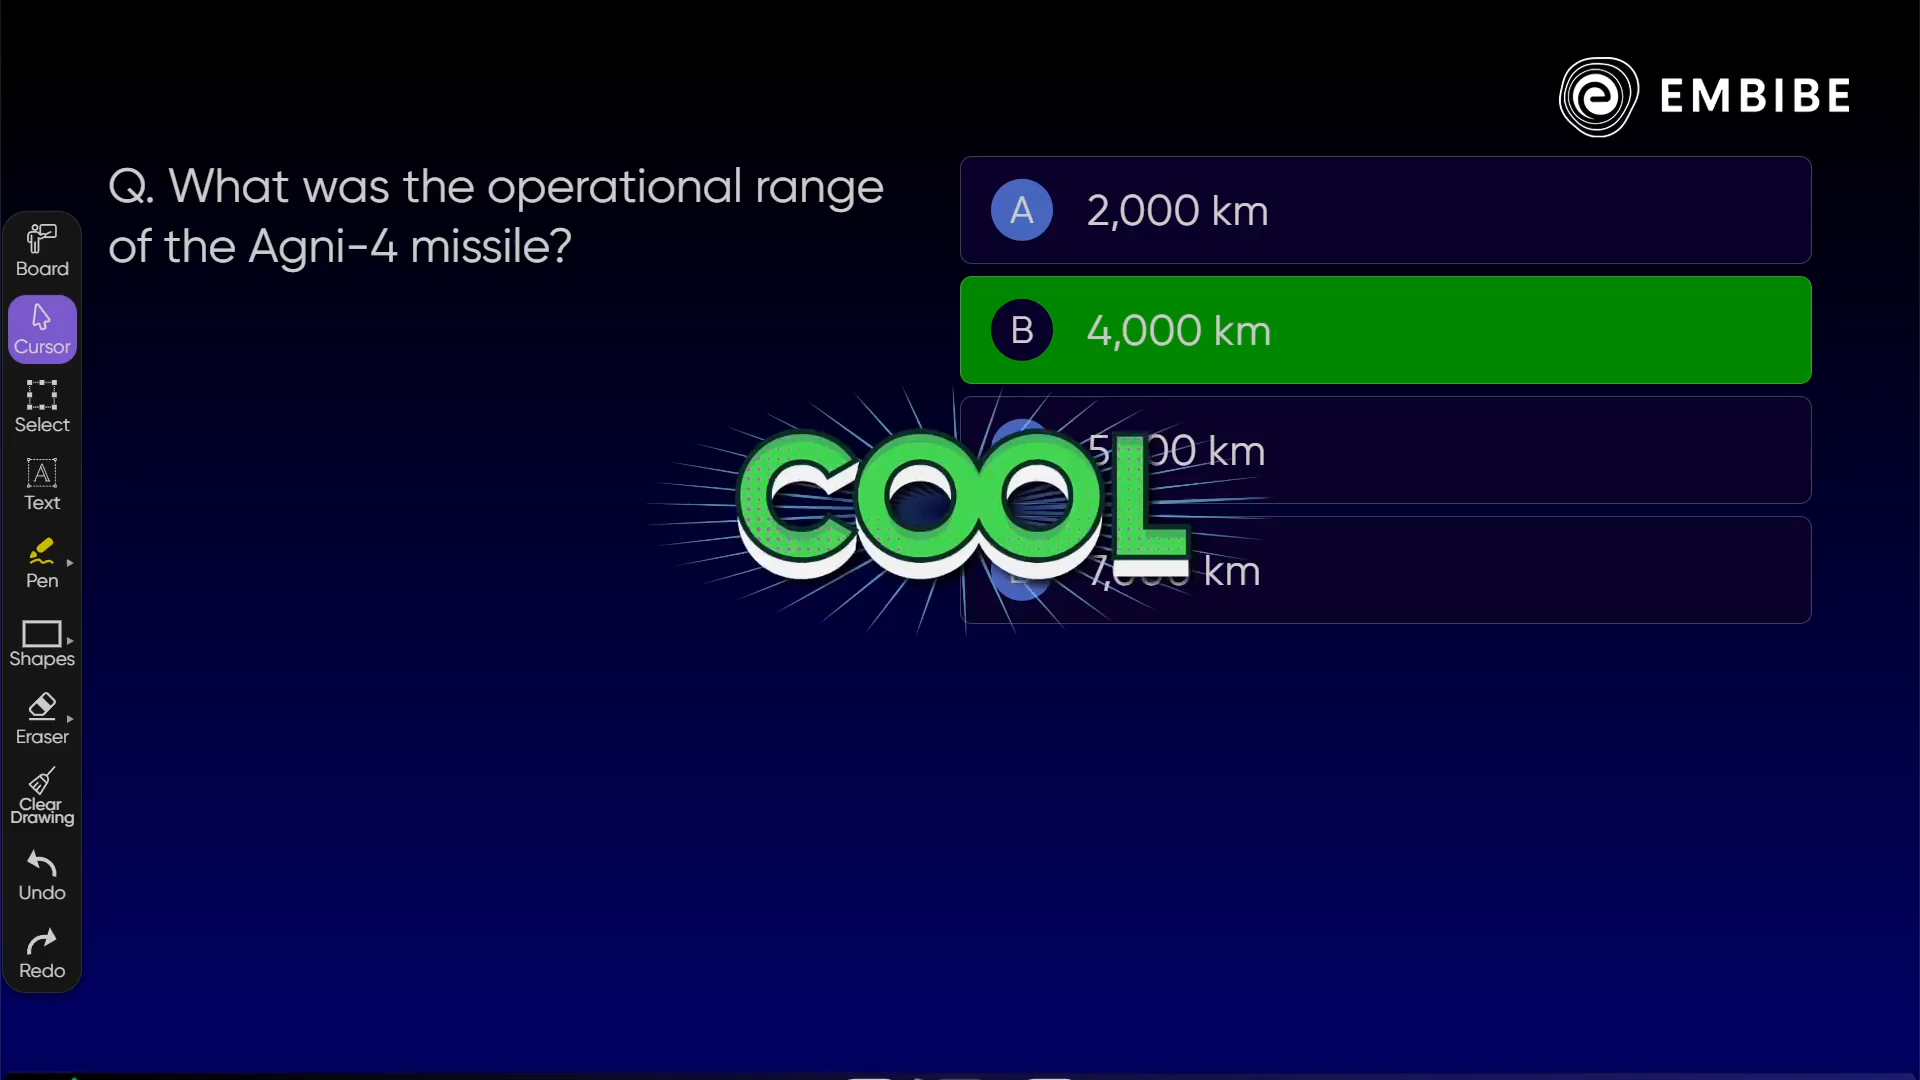 EMBIBE
Q. What was the operational range
of the Agni-4 missile?
A 2,000 km
B 4,000 km
km
km
COOL
Board
Cursor
Select
A
Text
Pen
Shapes
Eraser
Clear
Drawing
Undo
Redo